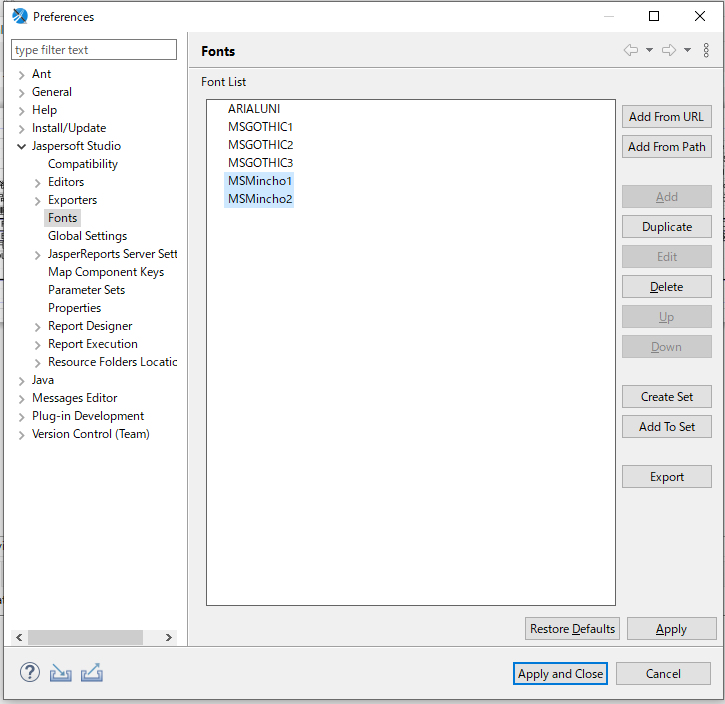 Preferences
type filter text
Ant
General
Help
Install/Update
Jaspersoft Studio
Compatibility
Editors
Exporters
Fonts
Global Settings
JasperReports Server Sett
Map Component Keys
Parameter Sets
Properties
Report Designer
Report Execution
Resource Folders Locatic
Java
Messages Editor
Plug-in Development
Version Control (Team)
Fonts
Font List
ARIALUNI
MSGOTHIC1
MSGOTHIC2
MSGOTHIC3
MSMincho1
MSMincho2
Add From URL
Add From Path
Add
Duplicate
Edit
Delete
Up
Down
Create Set
Add To Set
Export
Restore Defaults
Apply
Apply and Close
Cancel